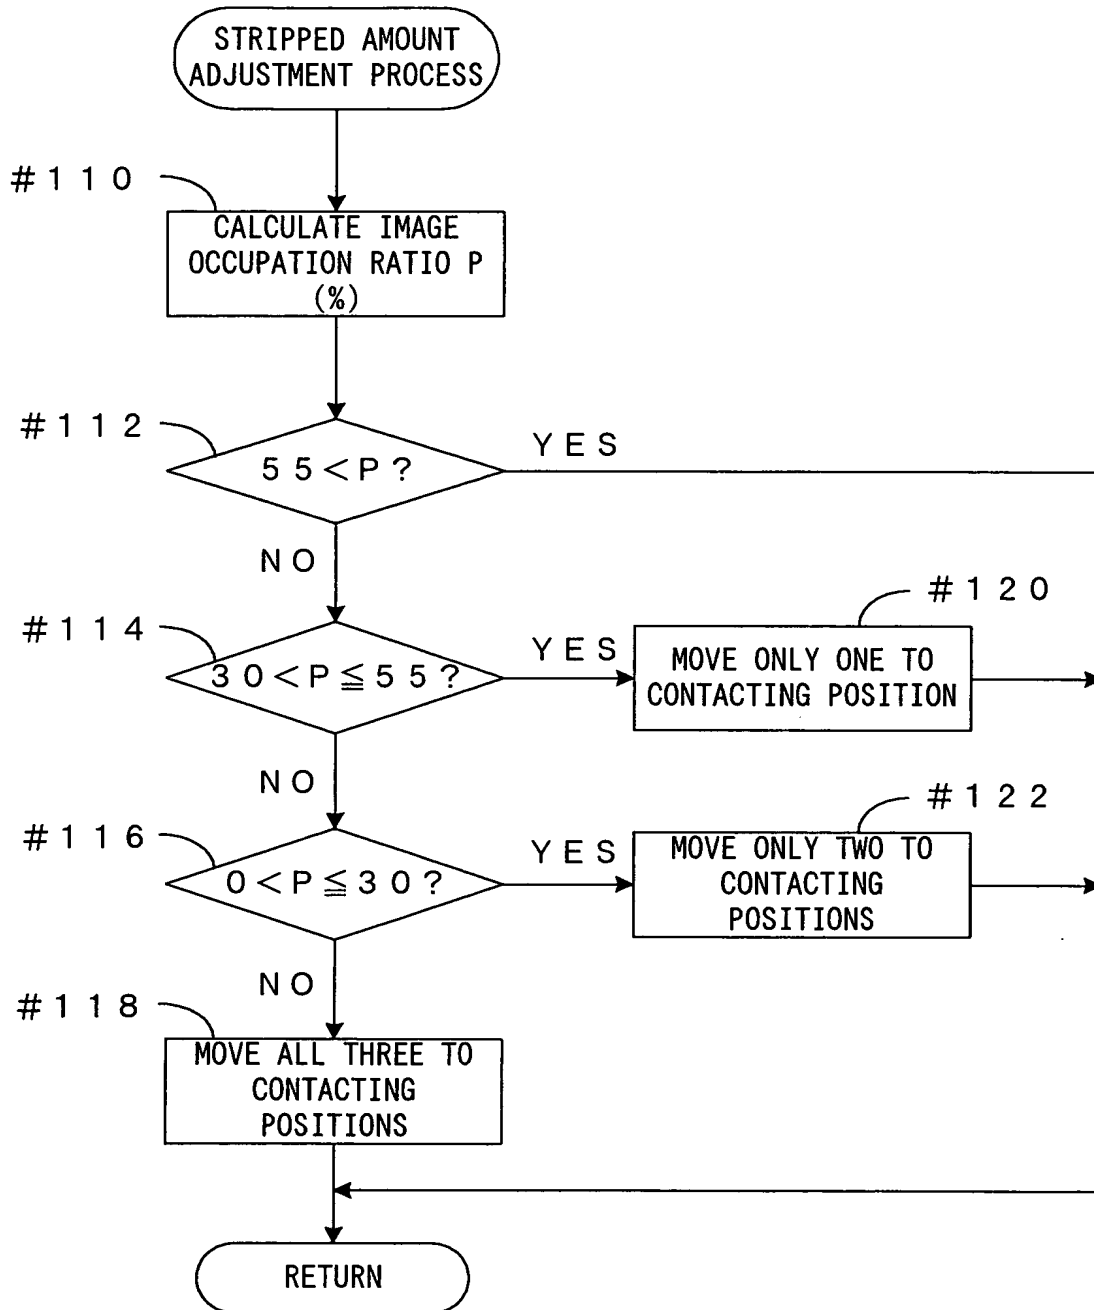 STRIPPED AMOUNT
ADJUSTMENT PROCESS
#110
CALCULATE IMAGE
OCCUPATION RATIO P
(%)
#112
55<P?
YES
NO
#114
30<P≦55?
YES
#120
MOVE ONLY ONE TO
CONTACTING POSITION
NO
#116
0<P≦30?
YES
#122
MOVE ONLY TWO TO
CONTACTING
POSITIONS
NO
#118
MOVE ALL THREE TO
CONTACTING
POSITIONS
RETURN